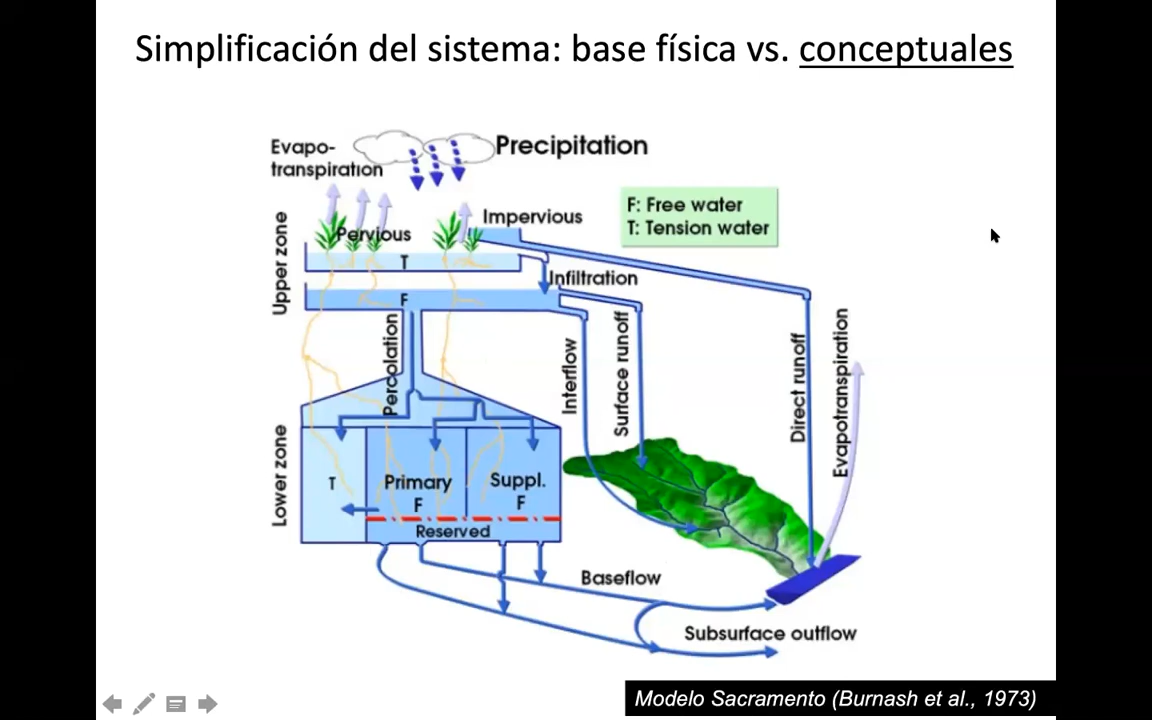 Simplificación del sistema: base física vs. conceptuales
Evapo-
transpiration
Precipitation
F: Free water
T: Tension water
Impervious
Pervious
Upper zone
T
Infiltration
F
Percolation
Interflow
Surface runoff
Direct runoff
Evapotranspiration
Lower zone
T
Primary
F
Suppl.
F
Reserved
Baseflow
Subsurface outflow
Modelo Sacramento (Burnash et al., 1973)